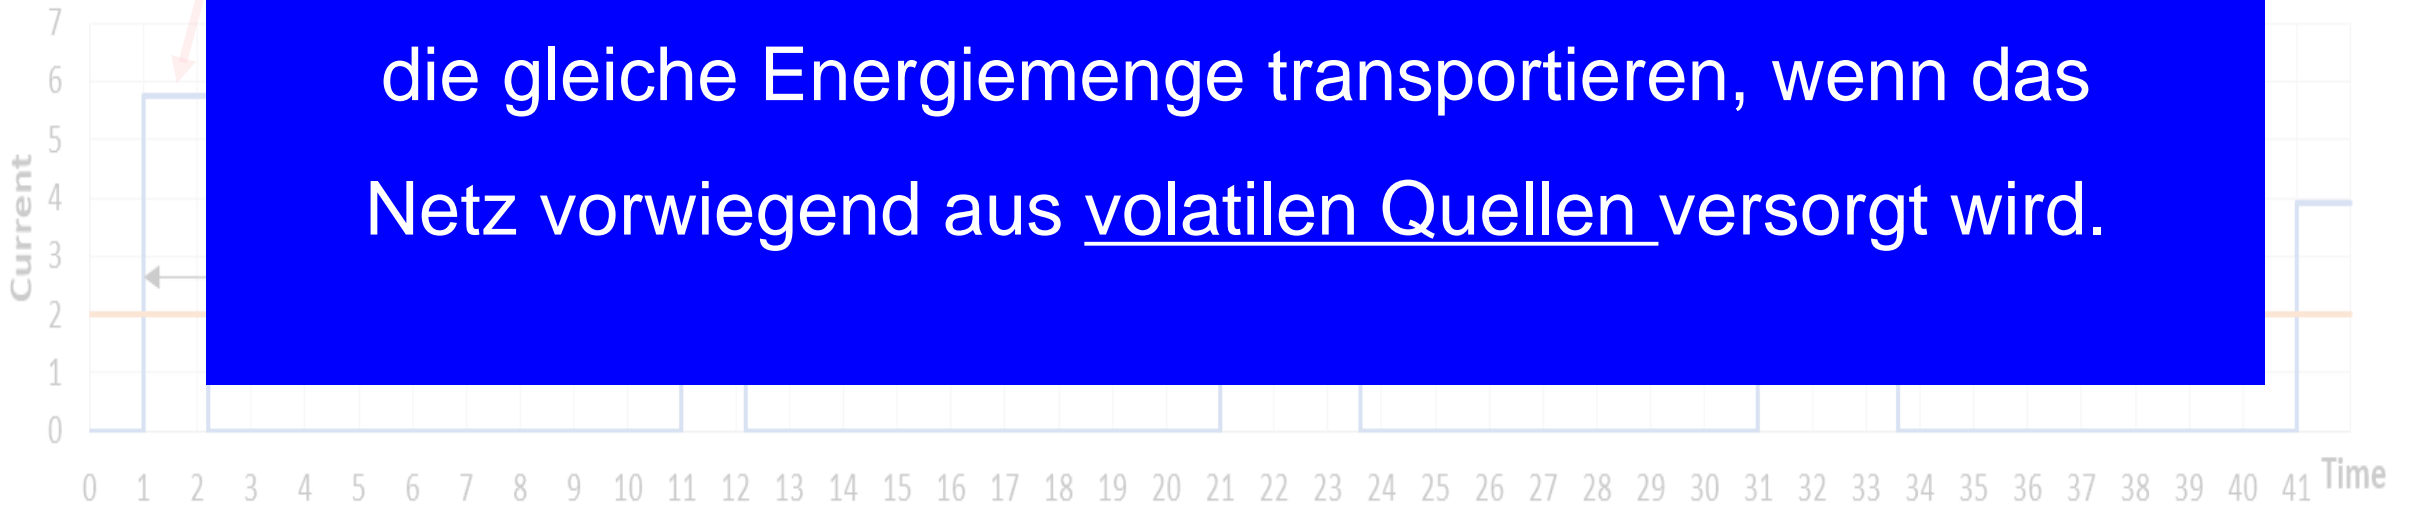 die gleiche Energiemenge transportieren, wenn das
Netz vorwiegend aus volatilen Quellen versorgt wird.
Current
7
6
5
4
3
2
1
0
0 1 2 3 4 5 6 7 8 9 10 11 12 13 14 15 16 17 18 19 20 21 22 23 24 25 26 27 28 29 30 31 32 33 34 35 36 37 38 39 40 41 Time